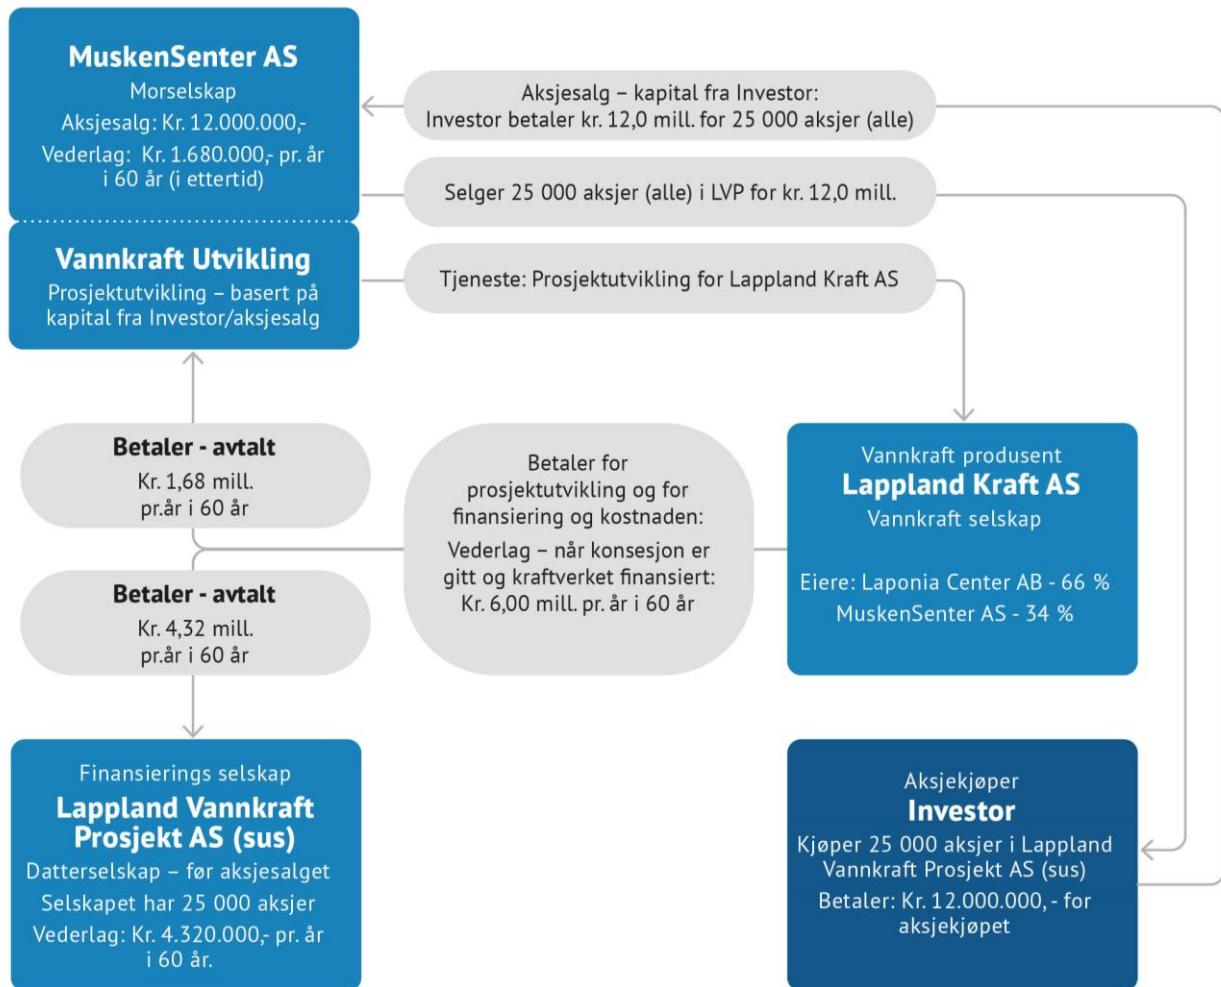 MuskenSenter AS
Morselskap
Aksjesalg: Kr. 12.000.000,-
Vederlag: Kr. 1.680.000,- pr. år
i 60 år (i ettertid)
Vannkraft Utvikling
Prosjektutvikling – basert på
kapital fra Investor/aksjesalg
Aksjesalg – kapital fra Investor:
Investor betaler kr. 12,0 mill. for 25 000 aksjer (alle)
Selger 25 000 aksjer (alle) i LVP for kr. 12,0 mill.
Tjeneste: Prosjektutvikling for Lappland Kraft AS
Betaler - avtalt
Kr. 1,68 mill.
pr.år i 60 år
Betaler - avtalt
Kr. 4,32 mill.
pr.år i 60 år
Betaler for
prosjektutvikling og for
finansiering og kostnaden:
Vederlag – når konsesjon er
gitt og kraftverket finansiert:
Kr. 6,00 mill. pr. år i 60 år
Vannkraft produsent
Lappland Kraft AS
Vannkraft selskap
Eiere: Laponia Center AB - 66 %
MuskenSenter AS - 34 %
Finansierings selskap
Lappland Vannkraft
Prosjekt AS (sus)
Datterselskap – før aksjesalget
Selskapet har 25 000 aksjer
Vederlag: Kr. 4.320.000,- pr. år
i 60 år.
Aksjekjøper
Investor
Kjøper 25 000 aksjer i Lappland
Vannkraft Prosjekt AS (sus)
Betaler: Kr. 12.000.000, - for
aksjekjøpet